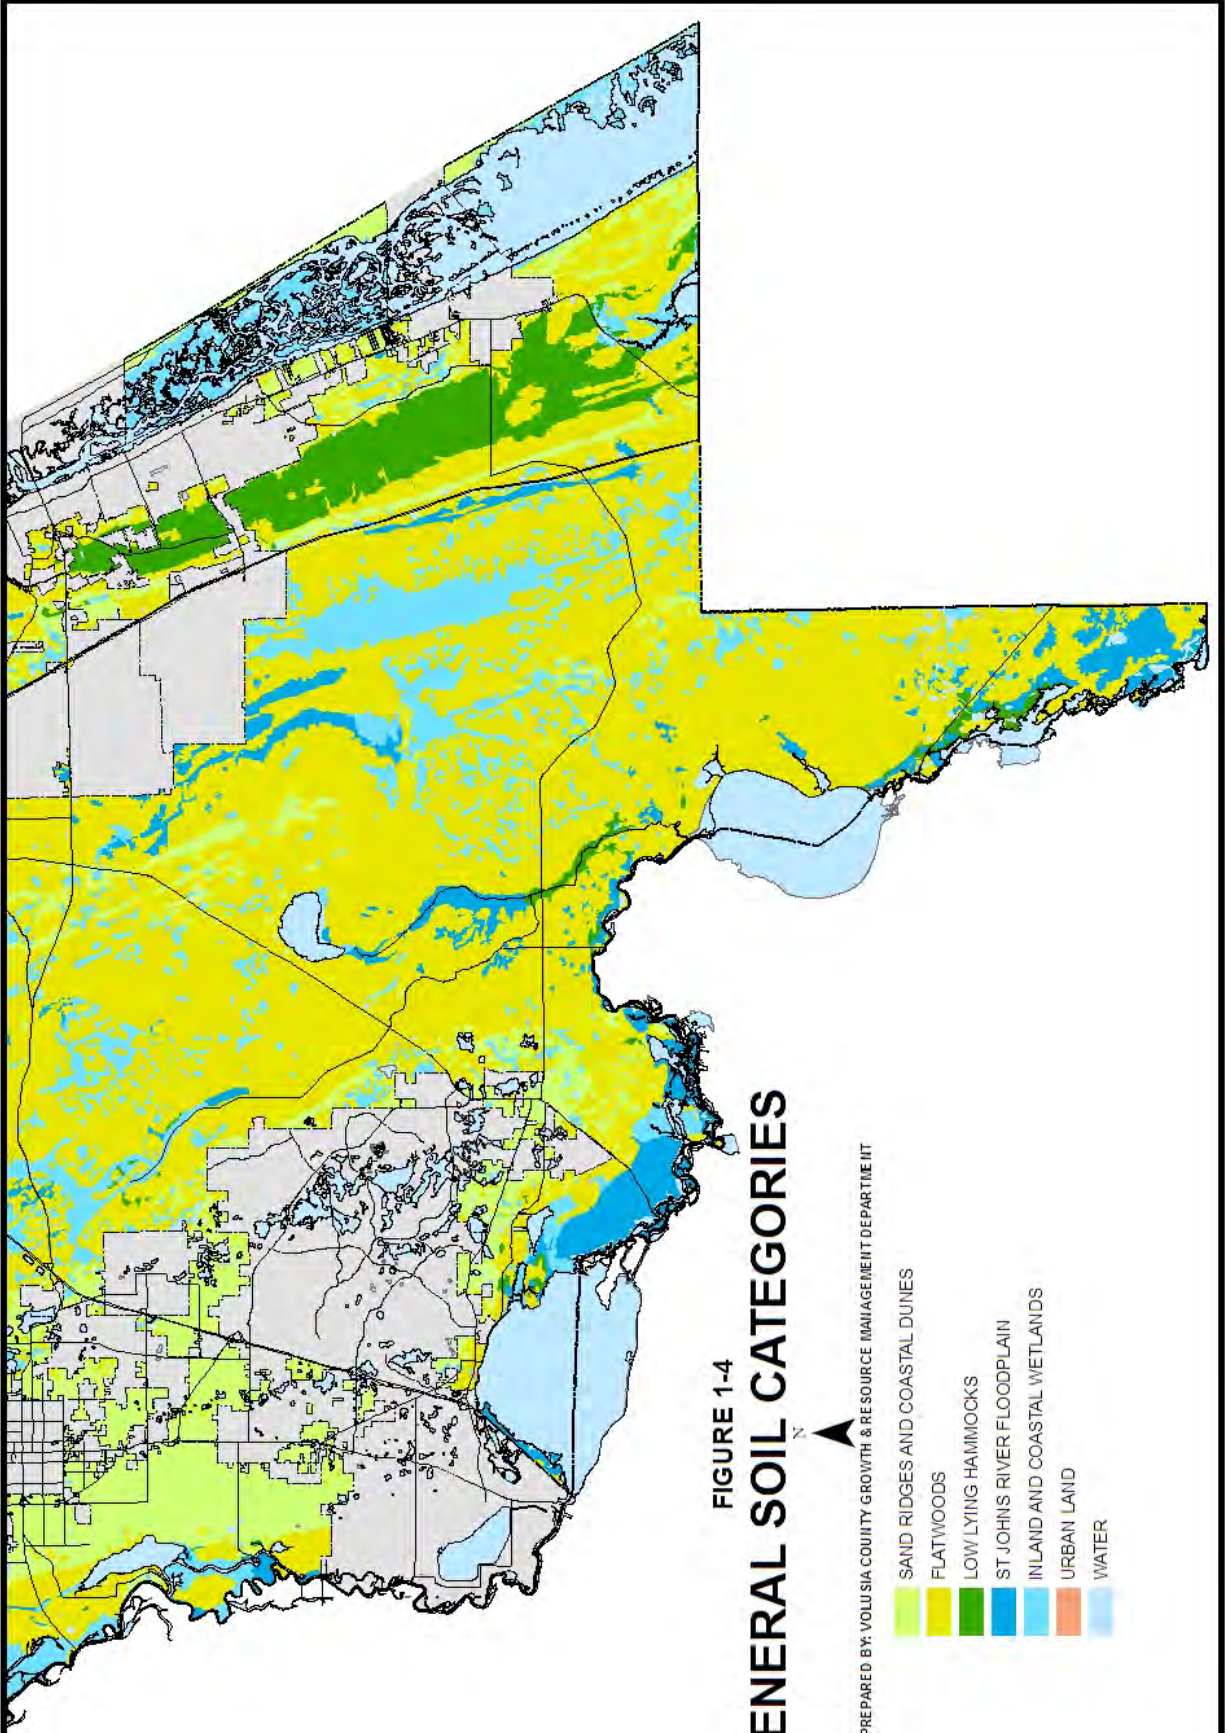 FIGURE 1-4
ENERAL SOIL CATEGORIES
N
PREPARED BY: VOLUSIA COUNTY GROWTH & RESOURCE MANAGEMENT DEPARTMENT
SAND RIDGES AND COASTAL DUNES
FLATWOODS
LOW LYING HAMMOCKS
ST JOHNS RIVER FLOODPLAIN
INLAND AND COASTAL WETLANDS
URBAN LAND
WATER